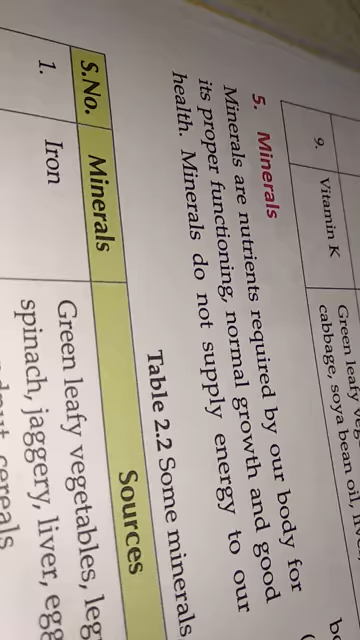 9. Vitamin K Green leafy
cabbage, soya bean oil,
5. Minerals
Minerals are nutrients required by our body for
its proper functioning, normal growth and good
health. Minerals do not supply energy to our
Table 2.2 Some minerals
S.No. Minerals Sources
1. Iron Green leafy vegetables,
spinach, jaggery, liver,
cereals